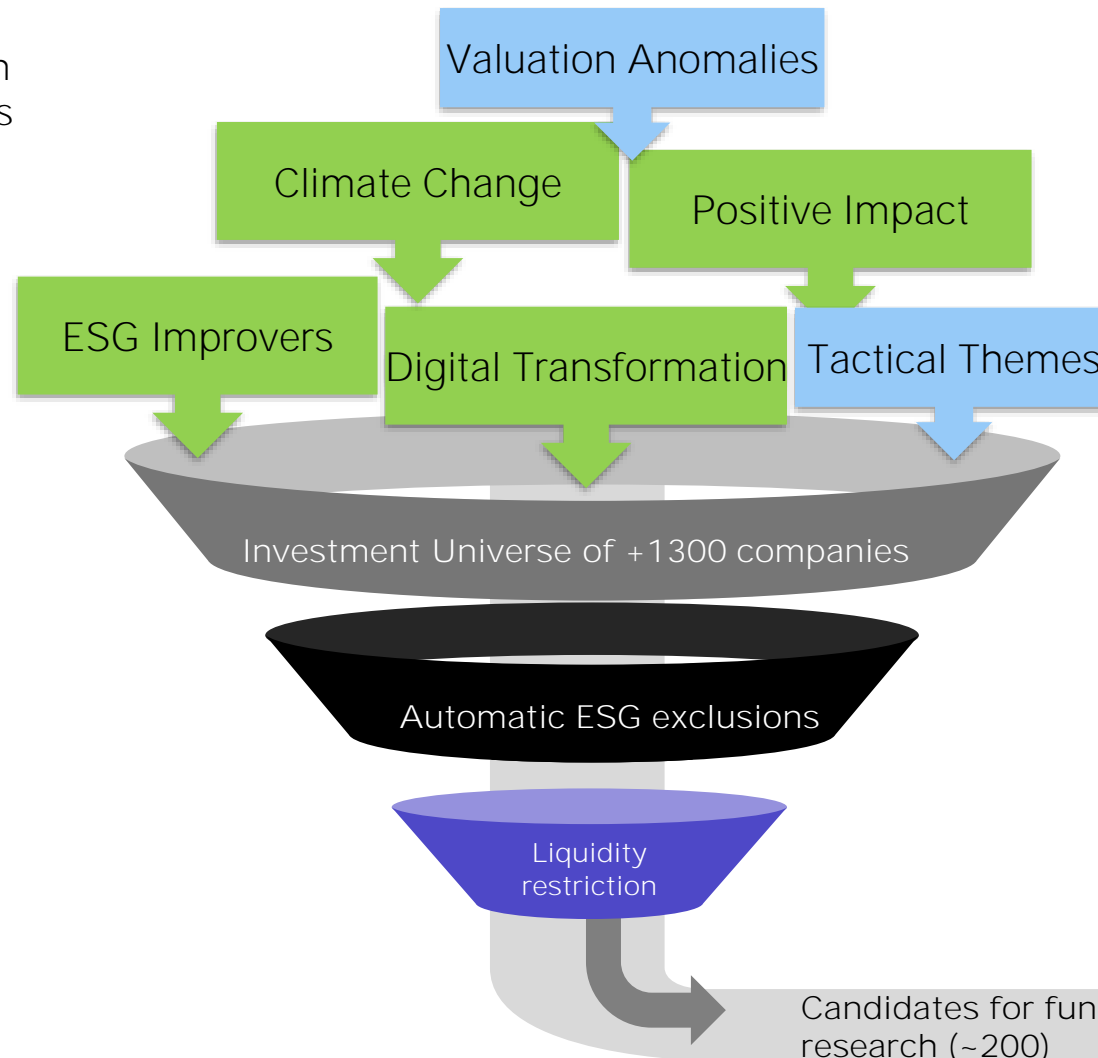 Valuation Anomalies
Climate Change
Positive Impact
ESG Improvers
Digital Transformation
Tactical Themes
Investment Universe of +1300 companies
Automatic ESG exclusions
Liquidity
restriction
Candidates for
research (~200)